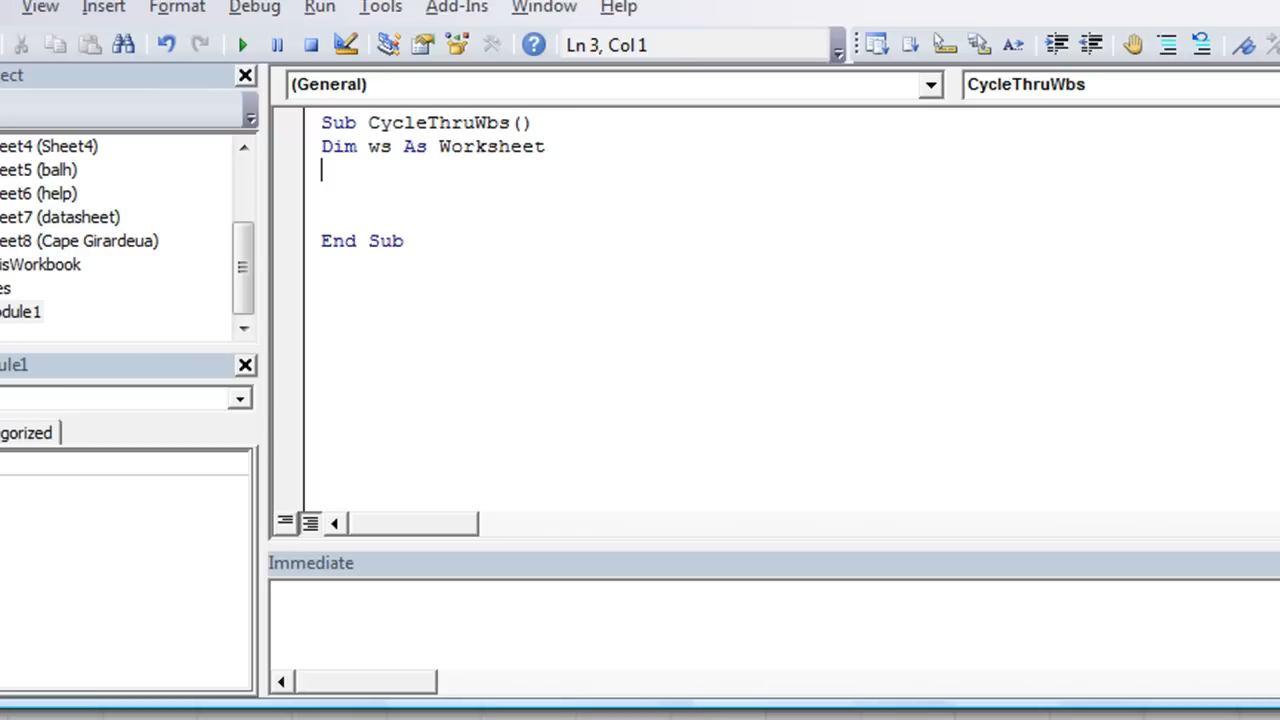 View Insert Format Debug Run Tools Add-Ins Window Help
Ln 3, Col 1
ect
(General) CycleThruWbs
Sub CycleThruWbs()
Dim ws As Worksheet
End Sub
eet4 (Sheet4)
eet5 (balh)
eet6 (help)
eet7 (datasheet)
eet8 (Cape Girardeua)
isWorkbook
es
odule1
ule1
gorized
Immediate